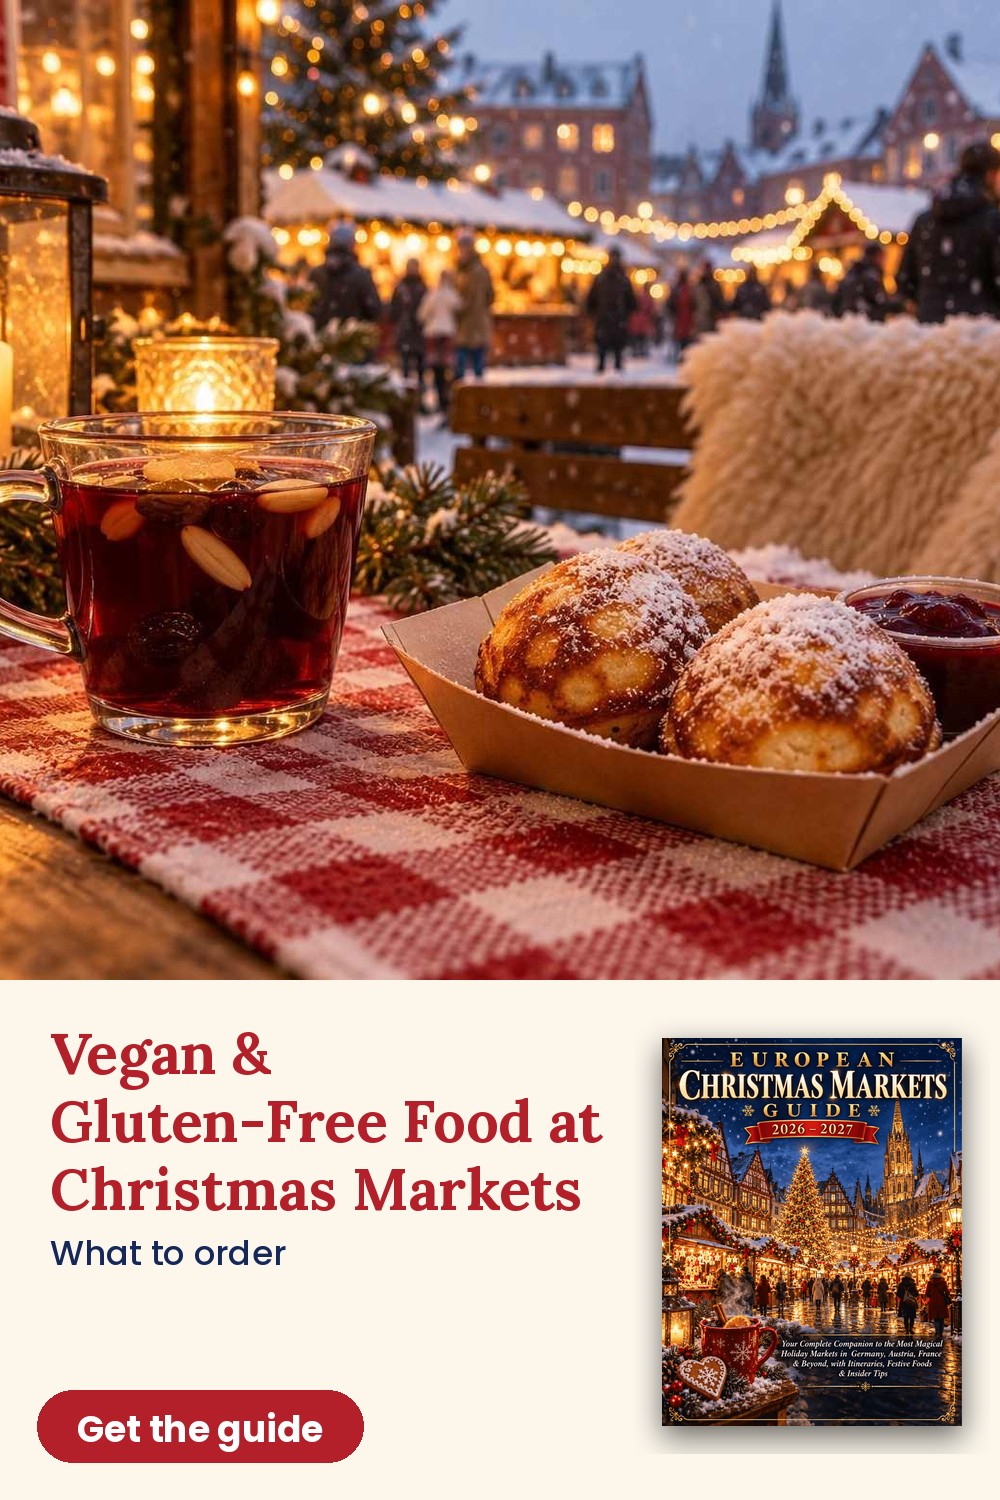 Vegan &
Gluten-Free Food at
Christmas Markets
What to order
Get the guide
EUROPEAN
CHRISTMAS MARKETS
GUIDE
2026 – 2027
Your Complete Companion to the Most Magical
Holiday Markets in Germany, Austria, France
& Beyond, with Itineraries, Festive Foods
& Insider Tips